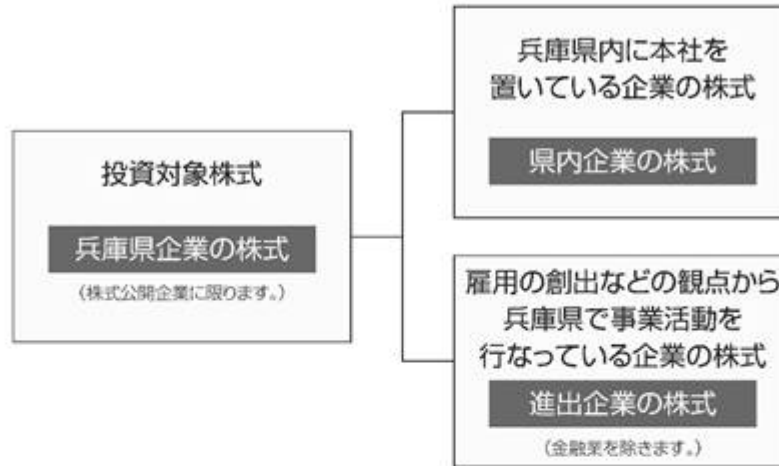 投資対象株式
兵庫県企業の株式
（株式公開企業に限ります。）
兵庫県内に本社を
置いている企業の株式
県内企業の株式
雇用の創出などの観点から
兵庫県で事業活動を
行なっている企業の株式
進出企業の株式
（金融業を除きます。）